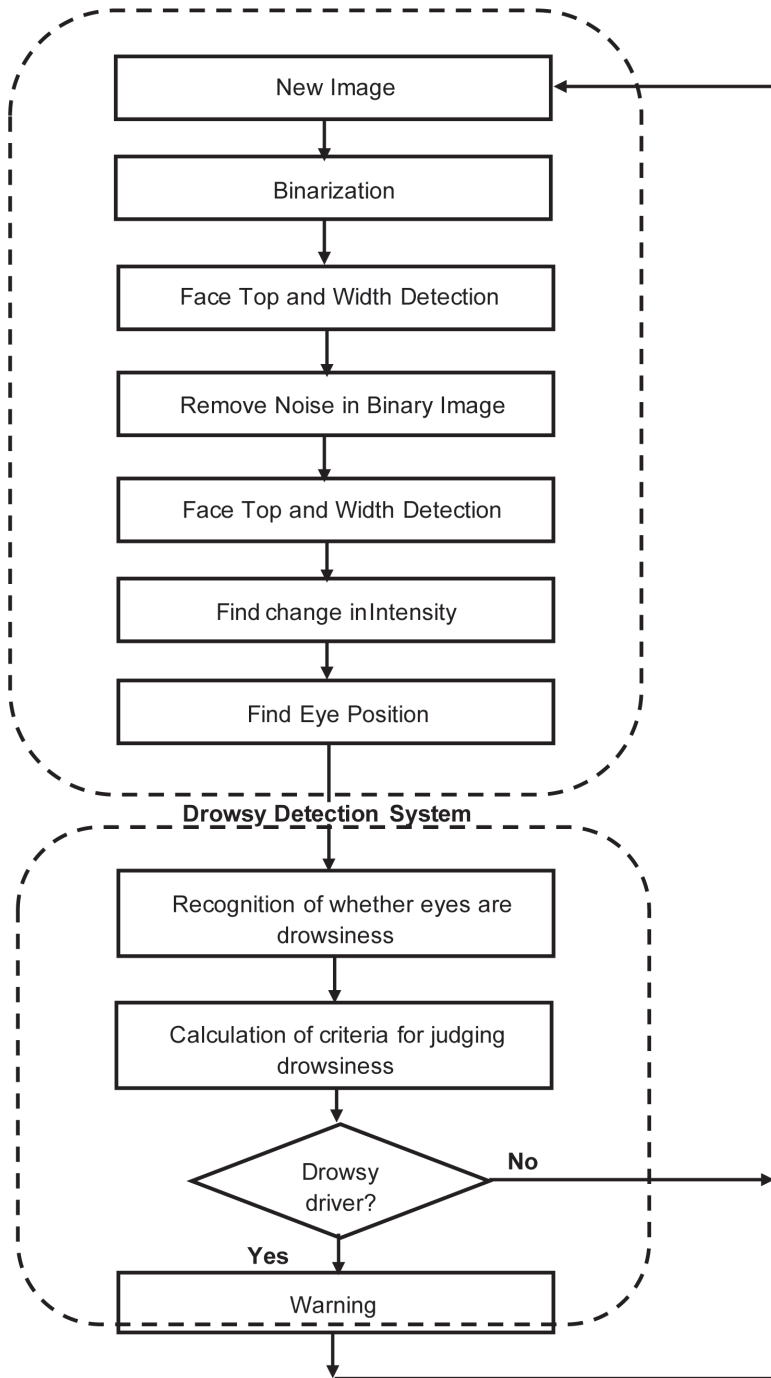 New Image
Binarization
Face Top and Width Detection
Remove Noise in Binary Image
Face Top and Width Detection
Find change inIntensity
Find Eye Position
Drowsy Detection System
Recognition of whether eyes are
drowsiness
Calculation of criteria for judging
drowsiness
Drowsy
driver?
No
Yes
Warning